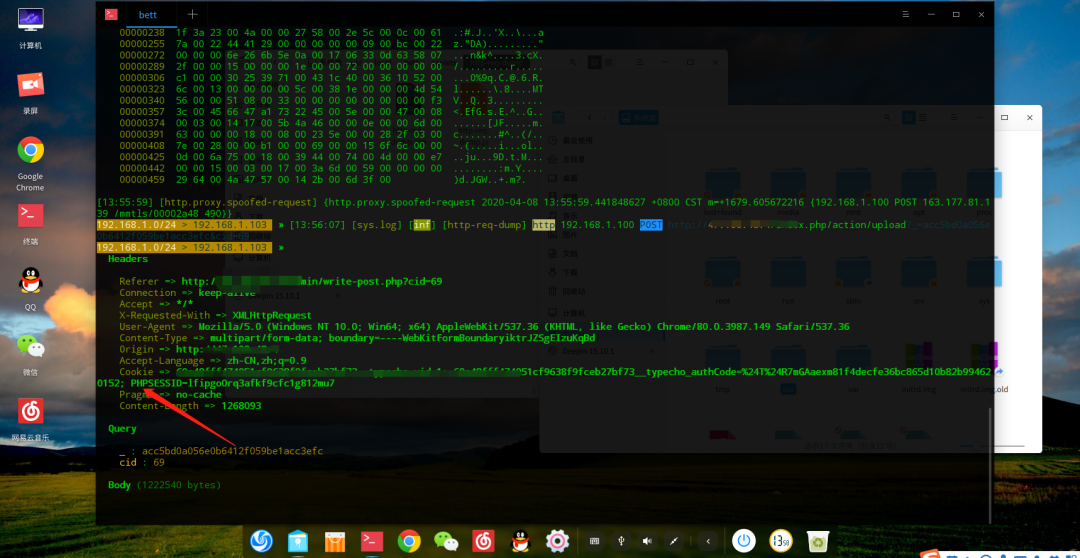 bett
计算机
录屏
Google
Chrome
终端
QQ
微信
网易云音乐
00000238 1f 3a 23 00 4a 00 00 27 58 00 2e 5c 00 0c 00 61 .:#.J..'X..\...a
00000255 7a 00 22 44 41 29 00 00 00 00 00 09 00 bc 00 22 z."DA)........."
00000272 00 00 00 6e 26 6b 5e 0a 00 17 06 33 0d 63 58 07 ...n&k^....3.cX.
00000289 2f 00 00 15 00 00 00 1e 00 00 72 00 00 00 00 00 /.........r.....
00000306 c1 00 00 30 25 39 71 00 43 1c 40 00 36 10 52 00 ...0%9q.C.@.6.R.
00000323 6c 00 13 00 00 00 00 5c 00 38 1e 00 00 00 4d 54 l......\.8....MT
00000340 56 00 00 51 08 00 33 00 00 00 00 00 00 00 00 f3 V..Q..3.........
00000357 3c 00 45 66 47 a1 73 22 45 00 5e 00 00 47 00 08 <.EfG.s.E.^..G..
00000374 00 03 00 14 17 00 5b 4a 46 00 00 0e 00 00 6d 00 ......[JF.....m.
00000391 63 00 00 00 18 00 08 00 23 5e 00 00 28 2f 03 00 c.......#^..(/..
00000408 7e 00 28 00 00 b1 00 00 69 00 00 15 6f 6c 00 00 ~.(.....i...ol..
00000425 0d 00 6a 75 00 18 00 39 44 00 74 00 4d 00 00 e7 ..ju...9D.t.M...
00000442 00 00 15 00 03 00 17 00 3a 6d 00 59 00 00 00 00 ........:m.Y....
00000459 29 64 00 4a 47 57 00 14 2b 00 6d 3f 00 )d.JGW..+.m?.
[13:55:59] [http.proxy.spoofed-request] {http.proxy.spoofed-request 2020-04-08 13:55:59.441848627 +0800 CST m=+1679.605672216 {192.168.1.100 POST 163.177.81.1
39 /mmtls/00002a48 490}}
192.168.1.0/24 > 192.168.1.103 » [13:56:07] [sys.log] [inf] [http-req-dump] http 192.168.1.100 POST
192.168.1.0/24 > 192.168.1.103 »
Headers
Referer => http:/ min/write-post.php?cid=69
Connection => keep-alive
Accept => */*
X-Requested-With => XMLHttpRequest
User-Agent => Mozilla/5.0 (Windows NT 10.0; Win64; x64) AppleWebKit/537.36 (KHTML, like Gecko) Chrome/80.0.3987.149 Safari/537.36
Content-Type => multipart/form-data; boundary=----WebKitFormBoundaryiktrJZSgEIzuKqBd
Origin => http:
Accept-Language => zh-CN,zh;q=0.9
Cookie =>
0152; PHPSESSID=lfipgo0rq3afkf9cfc1g812mu7
Pragma => no-cache
Content-Length => 1268093
Query
_ : acc5bd0a056e0b6412f059be1acc3efc
cid : 69
Body (1222540 bytes)